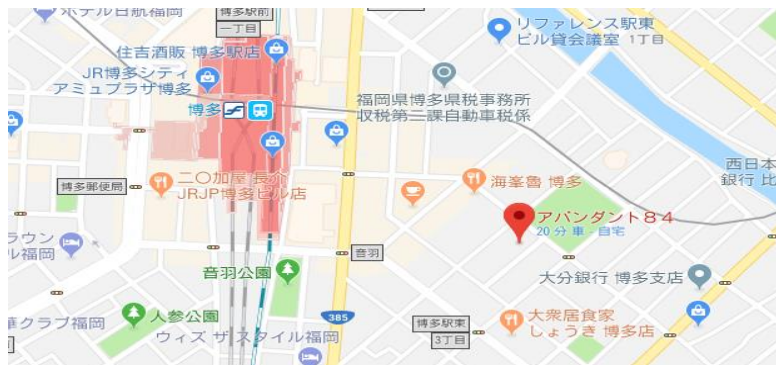 ホテル日航福岡
博多駅前
一丁目
リファレンス駅東
ビル貸会議室
1丁目
住吉酒販 博多駅店
JR博多シティ
アミュプラザ博多
福岡県博多県税事務所
収税第二課自動車税係
博多
西日本
銀行 比
博多郵便局
二〇加屋 長介
JRJP博多ビル店
海峯魯 博多
アバンダント84
20 分 車 - 自宅
ラウン
ル福岡
音羽
音羽公園
大分銀行 博多支店
人参公園
385
博多駅東
3丁目
大衆居食家
しょうき 博多店
華クラブ福岡
ウィズ ザ スタイル福岡